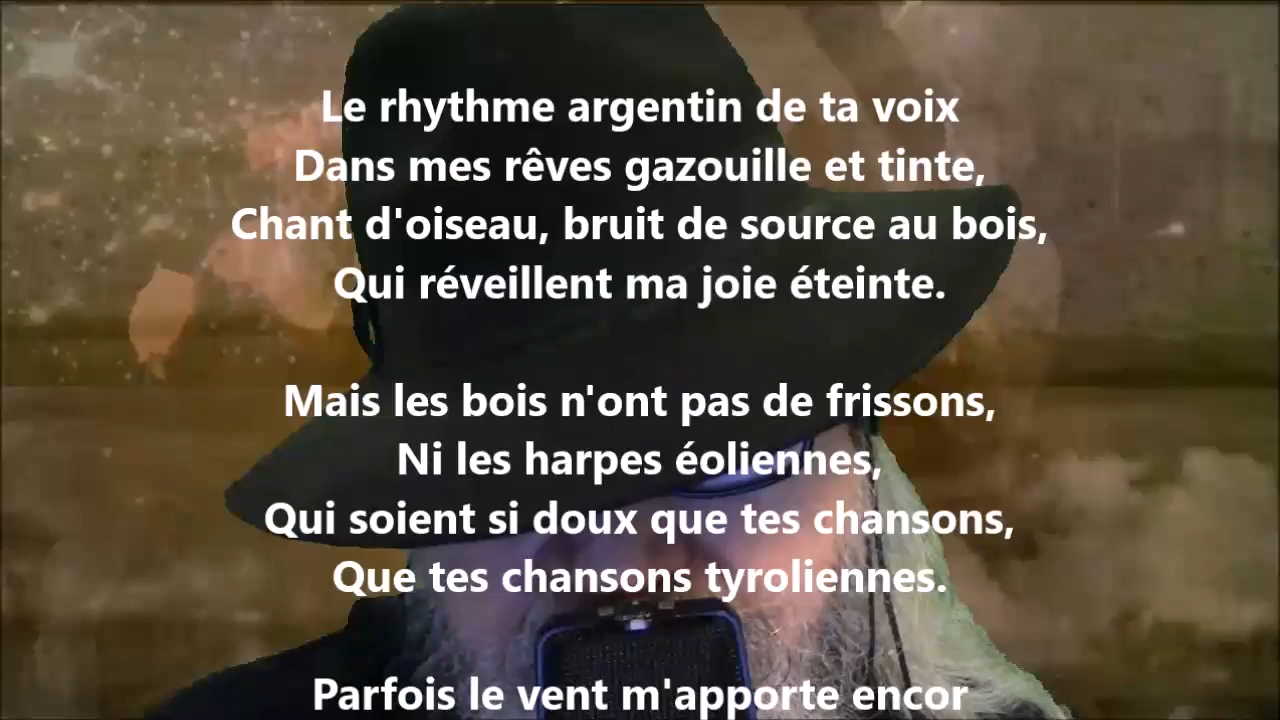 Le rhythme argentin de ta voix
Dans mes rêves gazouille et tinte,
Chant d'oiseau, bruit de source au bois,
Qui réveillent ma joie éteinte.
Mais les bois n'ont pas de frissons,
Ni les harpes éoliennes,
Qui soient si doux que tes chansons,
Que tes chansons tyroliennes.
Parfois le vent m'apporte encor